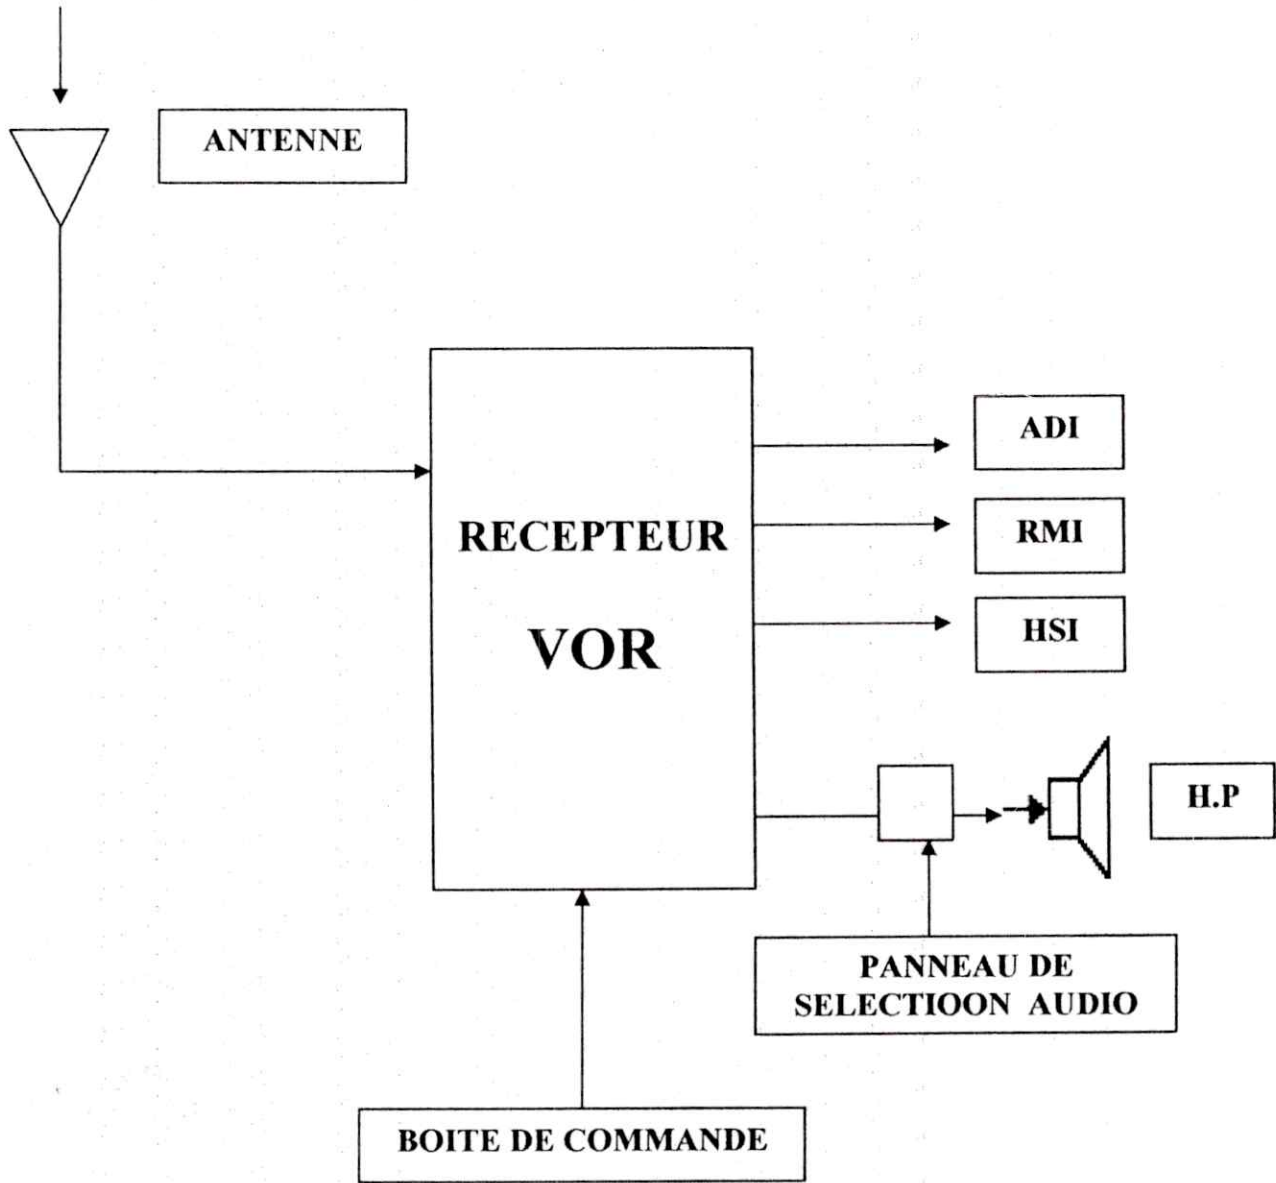 ANTENNE
RECEPTEUR
VOR
ADI
RMI
HSI
H.P
PANNEAU DE
SELECTIOON AUDIO
BOITE DE COMMANDE